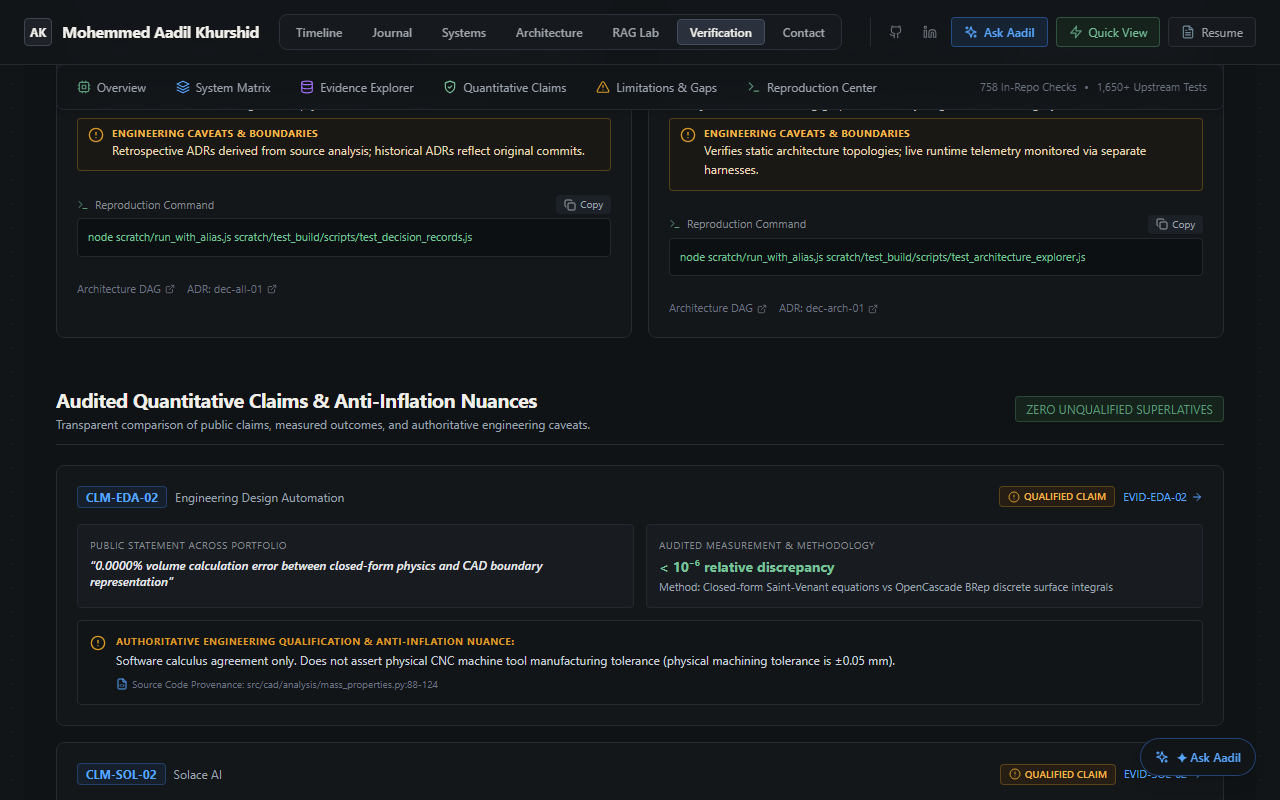 AK
Mohemmed Aadil Khurshid
Timeline
Journal
Systems
Architecture
RAG Lab
Verification
Contact
Ask Aadil
Quick View
Resume
Overview
System Matrix
Evidence Explorer
Quantitative Claims
Limitations & Gaps
Reproduction Center
758 In-Repo Checks • 1,650+ Upstream Tests
ENGINEERING CAVEATS & BOUNDARIES
Retrospective ADRs derived from source analysis; historical ADRs reflect original commits.
Reproduction Command
Copy
node scratch/run_with_alias.js scratch/test_build/scripts/test_decision_records.js
Architecture DAG
ADR: dec-all-01
ENGINEERING CAVEATS & BOUNDARIES
Verifies static architecture topologies; live runtime telemetry monitored via separate
harnesses.
Reproduction Command
Copy
node scratch/run_with_alias.js scratch/test_build/scripts/test_architecture_explorer.js
Architecture DAG
ADR: dec-arch-01
Audited Quantitative Claims & Anti-Inflation Nuances
Transparent comparison of public claims, measured outcomes, and authoritative engineering caveats.
ZERO UNQUALIFIED SUPERLATIVES
CLM-EDA-02
Engineering Design Automation
QUALIFIED CLAIM
EVID-EDA-02 →
PUBLIC STATEMENT ACROSS PORTFOLIO
"0.0000% volume calculation error between closed-form physics and CAD boundary
representation"
AUDITED MEASUREMENT & METHODOLOGY
< 10⁻⁶ relative discrepancy
Method: Closed-form Saint-Venant equations vs OpenCascade BRep discrete surface integrals
AUTHORITATIVE ENGINEERING QUALIFICATION & ANTI-INFLATION NUANCE:
Software calculus agreement only. Does not assert physical CNC machine tool manufacturing tolerance (physical machining tolerance is ±0.05 mm).
Source Code Provenance: src/cad/analysis/mass_properties.py:88-124
CLM-SOL-02
Solace AI
QUALIFIED CLAIM
✦ Ask Aadil